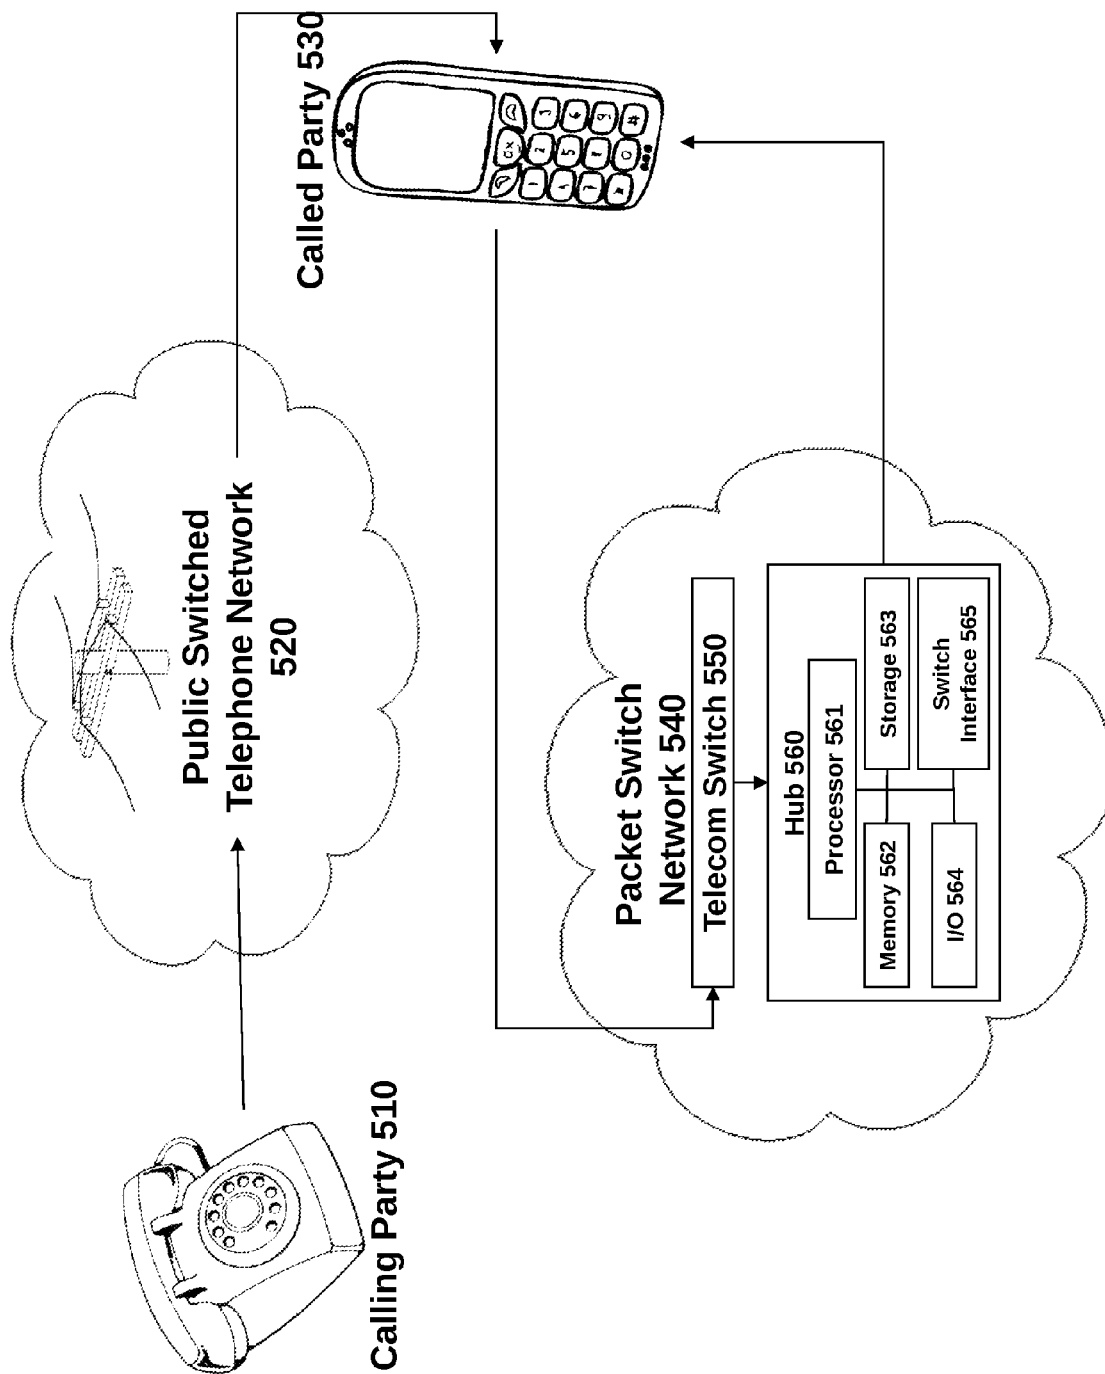 Calling Party 510
Public Switched
Telephone Network
520
Called Party 530
Packet Switch
Network 540
Telecom Switch 550
Hub 560
Processor 561
Memory 562
Storage 563
I/O 564
Switch
Interface 565